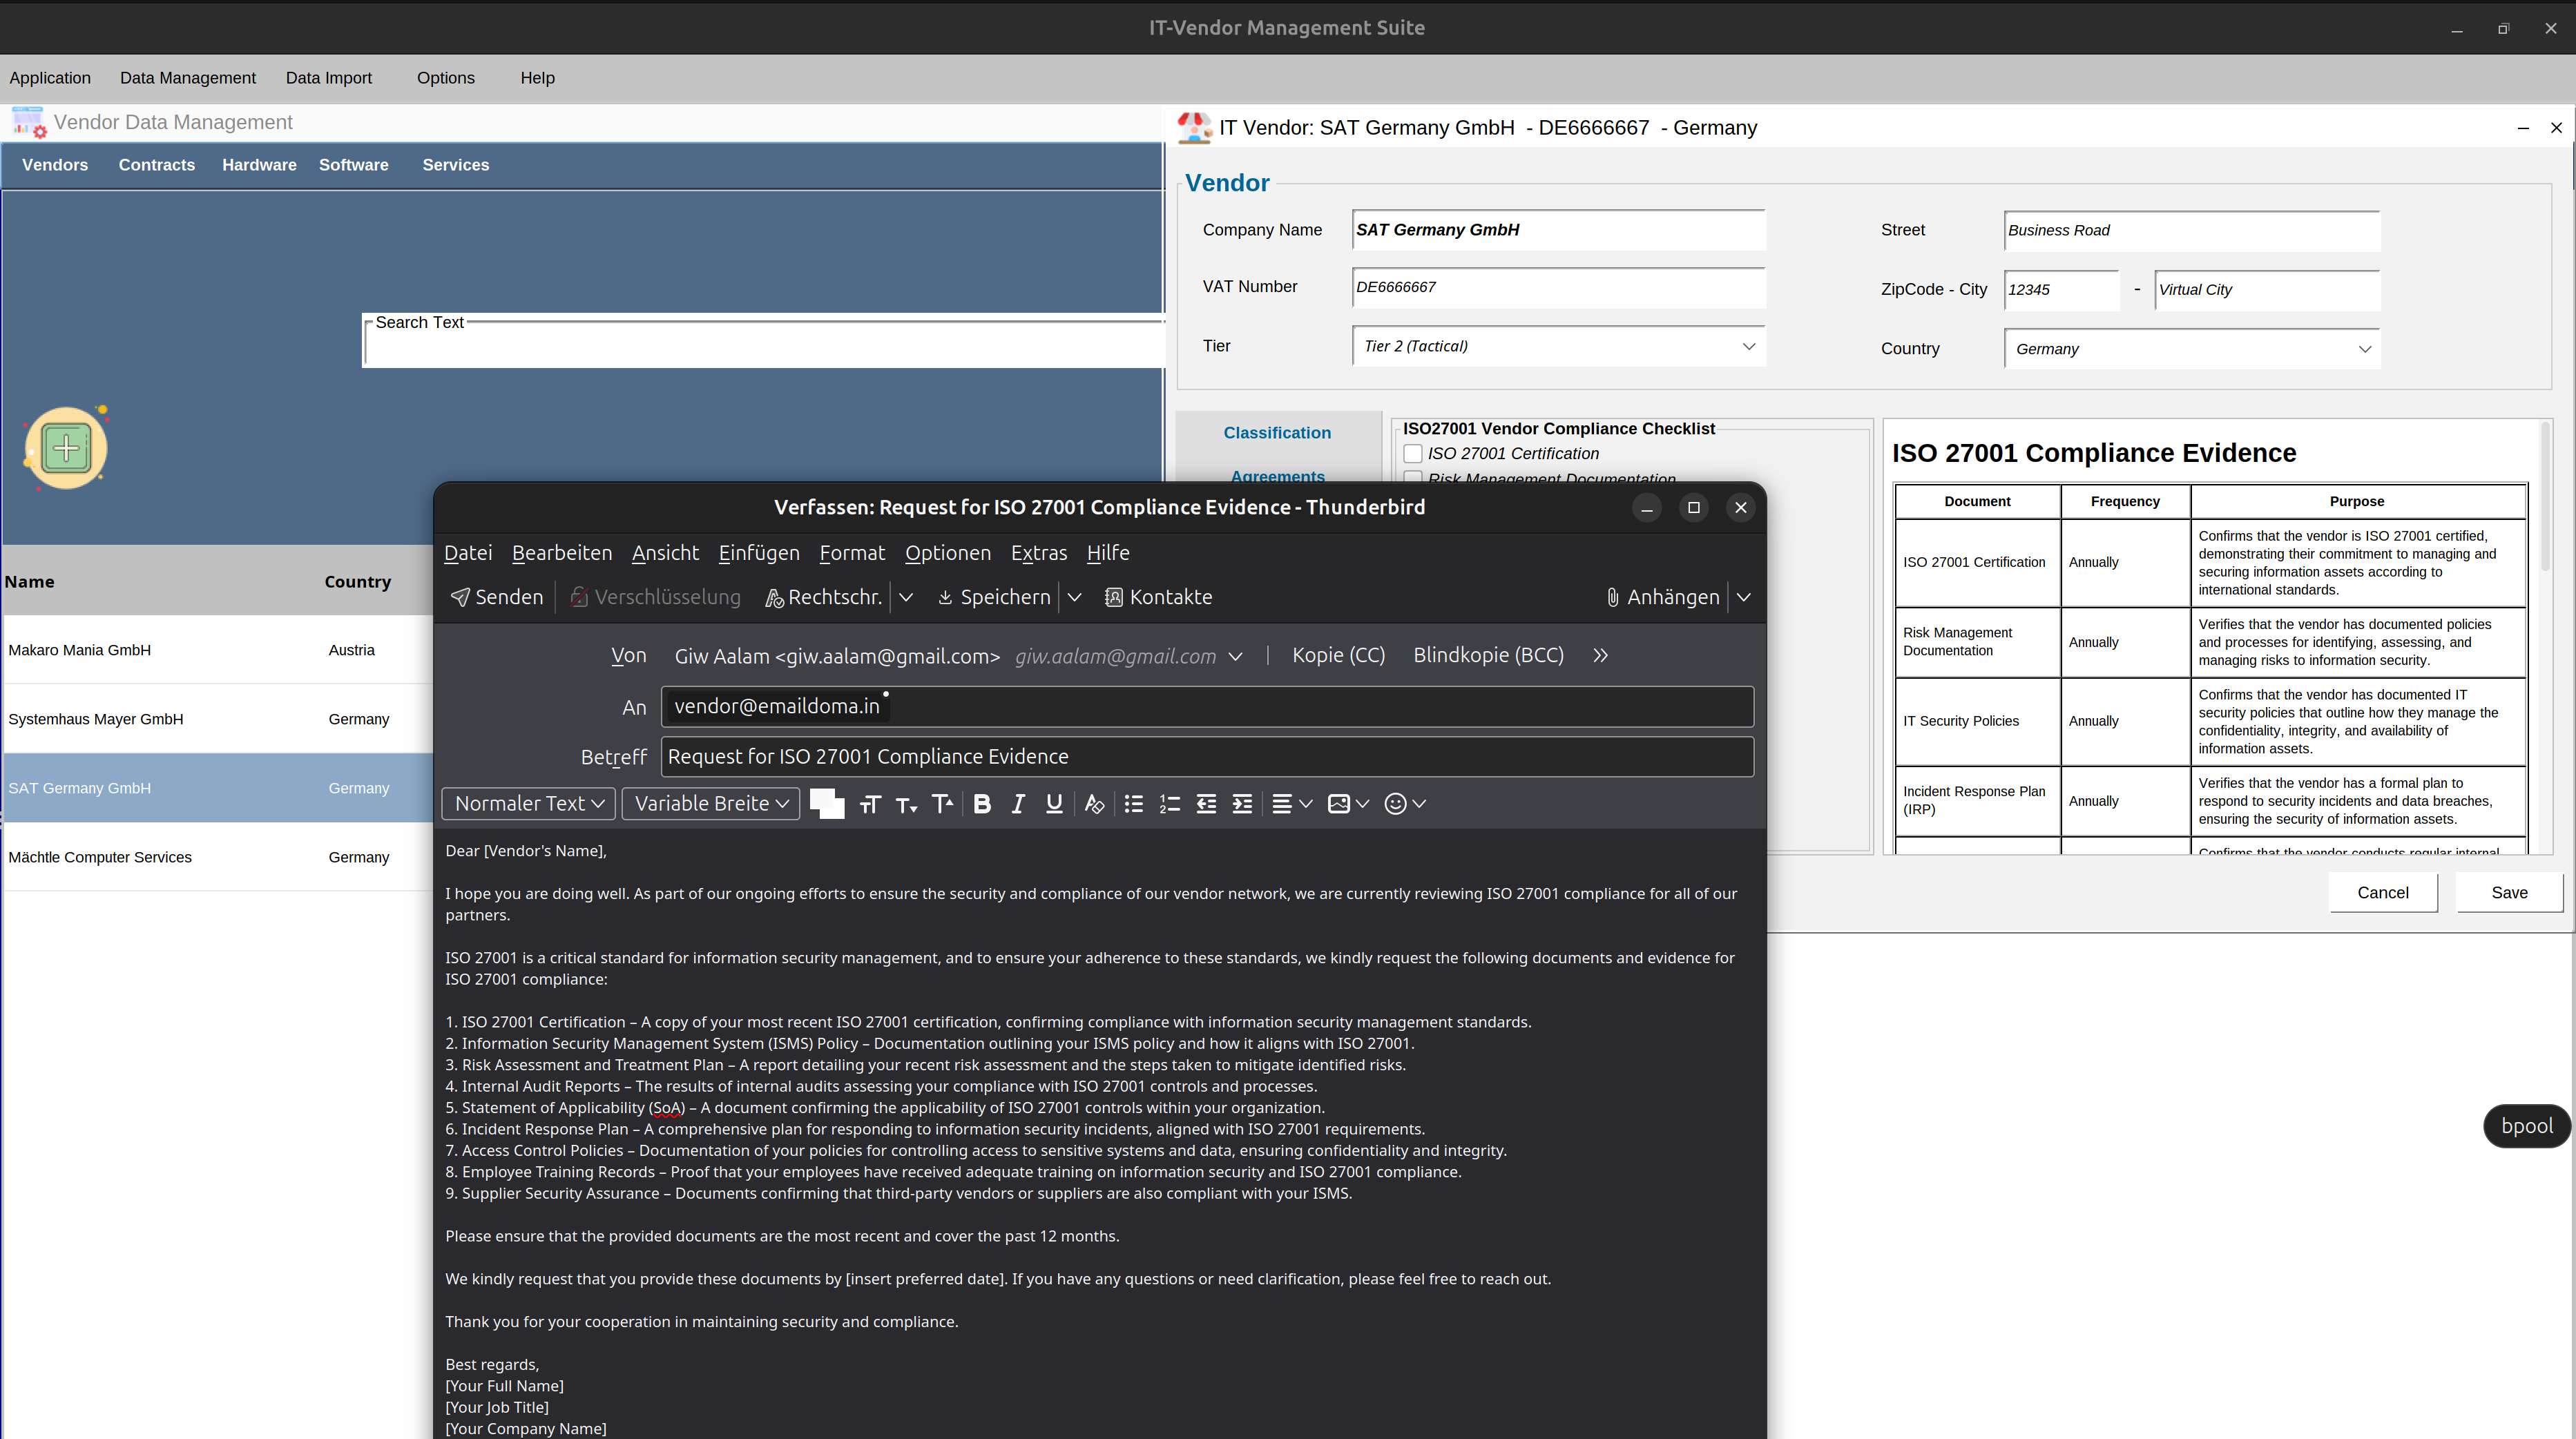 IT-Vendor Management Suite
Application Data Management Data Import Options Help
Vendor Data Management
Vendors Contracts Hardware Software Services
Search Text
Name Country
Makaro Mania GmbH Austria
Systemhaus Mayer GmbH Germany
SAT Germany GmbH Germany
Mächtle Computer Services Germany
IT Vendor: SAT Germany GmbH - DE6666667 - Germany
Vendor
Company Name SAT Germany GmbH
VAT Number DE6666667
Tier Tier 2 (Tactical)
Street Business Road
ZipCode - City 12345 - Virtual City
Country Germany
Classification
Agreements
ISO27001 Vendor Compliance Checklist
ISO 27001 Certification
Risk Management Documentation
ISO 27001 Compliance Evidence
Document Frequency Purpose
ISO 27001 Certification Annually Confirms that the vendor is ISO 27001 certified,
demonstrating their commitment to managing and
securing information assets according to
international standards.
Risk Management
Documentation
Annually
Verifies that the vendor has documented policies
and processes for identifying, assessing, and
managing risks to information security.
IT Security Policies Annually
Confirms that the vendor has documented IT
security policies that outline how they manage the
confidentiality, integrity, and availability of
information assets.
Incident Response Plan
(IRP)
Annually
Verifies that the vendor has a formal plan to
respond to security incidents and data breaches,
ensuring the security of information assets.
Confirms that the vendor conducts regular internal
Cancel Save
Verfassen: Request for ISO 27001 Compliance Evidence - Thunderbird
Datei Bearbeiten Ansicht Einfügen Format Optionen Extras Hilfe
Senden Verschlüsselung Rechtschr. Speichern Kontakte Anhängen
Von Giw Aalam <giw.aalam@gmail.com> giw.aalam@gmail.com Kopie (CC) Blindkopie (BCC)
An vendor@emaildoma.in
Betreff Request for ISO 27001 Compliance Evidence
Normaler Text Variable Breite
Dear [Vendor's Name],
I hope you are doing well. As part of our ongoing efforts to ensure the security and compliance of our vendor network, we are currently reviewing ISO 27001 compliance for all of our
partners.
ISO 27001 is a critical standard for information security management, and to ensure your adherence to these standards, we kindly request the following documents and evidence for
ISO 27001 compliance:
1. ISO 27001 Certification – A copy of your most recent ISO 27001 certification, confirming compliance with information security management standards.
2. Information Security Management System (ISMS) Policy – Documentation outlining your ISMS policy and how it aligns with ISO 27001.
3. Risk Assessment and Treatment Plan – A report detailing your recent risk assessment and the steps taken to mitigate identified risks.
4. Internal Audit Reports – The results of internal audits assessing your compliance with ISO 27001 controls and processes.
5. Statement of Applicability (SoA) – A document confirming the applicability of ISO 27001 controls within your organization.
6. Incident Response Plan – A comprehensive plan for responding to information security incidents, aligned with ISO 27001 requirements.
7. Access Control Policies – Documentation of your policies for controlling access to sensitive systems and data, ensuring confidentiality and integrity.
8. Employee Training Records – Proof that your employees have received adequate training on information security and ISO 27001 compliance.
9. Supplier Security Assurance – Documents confirming that third-party vendors or suppliers are also compliant with your ISMS.
Please ensure that the provided documents are the most recent and cover the past 12 months.
We kindly request that you provide these documents by [insert preferred date]. If you have any questions or need clarification, please feel free to reach out.
Thank you for your cooperation in maintaining security and compliance.
Best regards,
[Your Full Name]
[Your Job Title]
[Your Company Name]
bpool